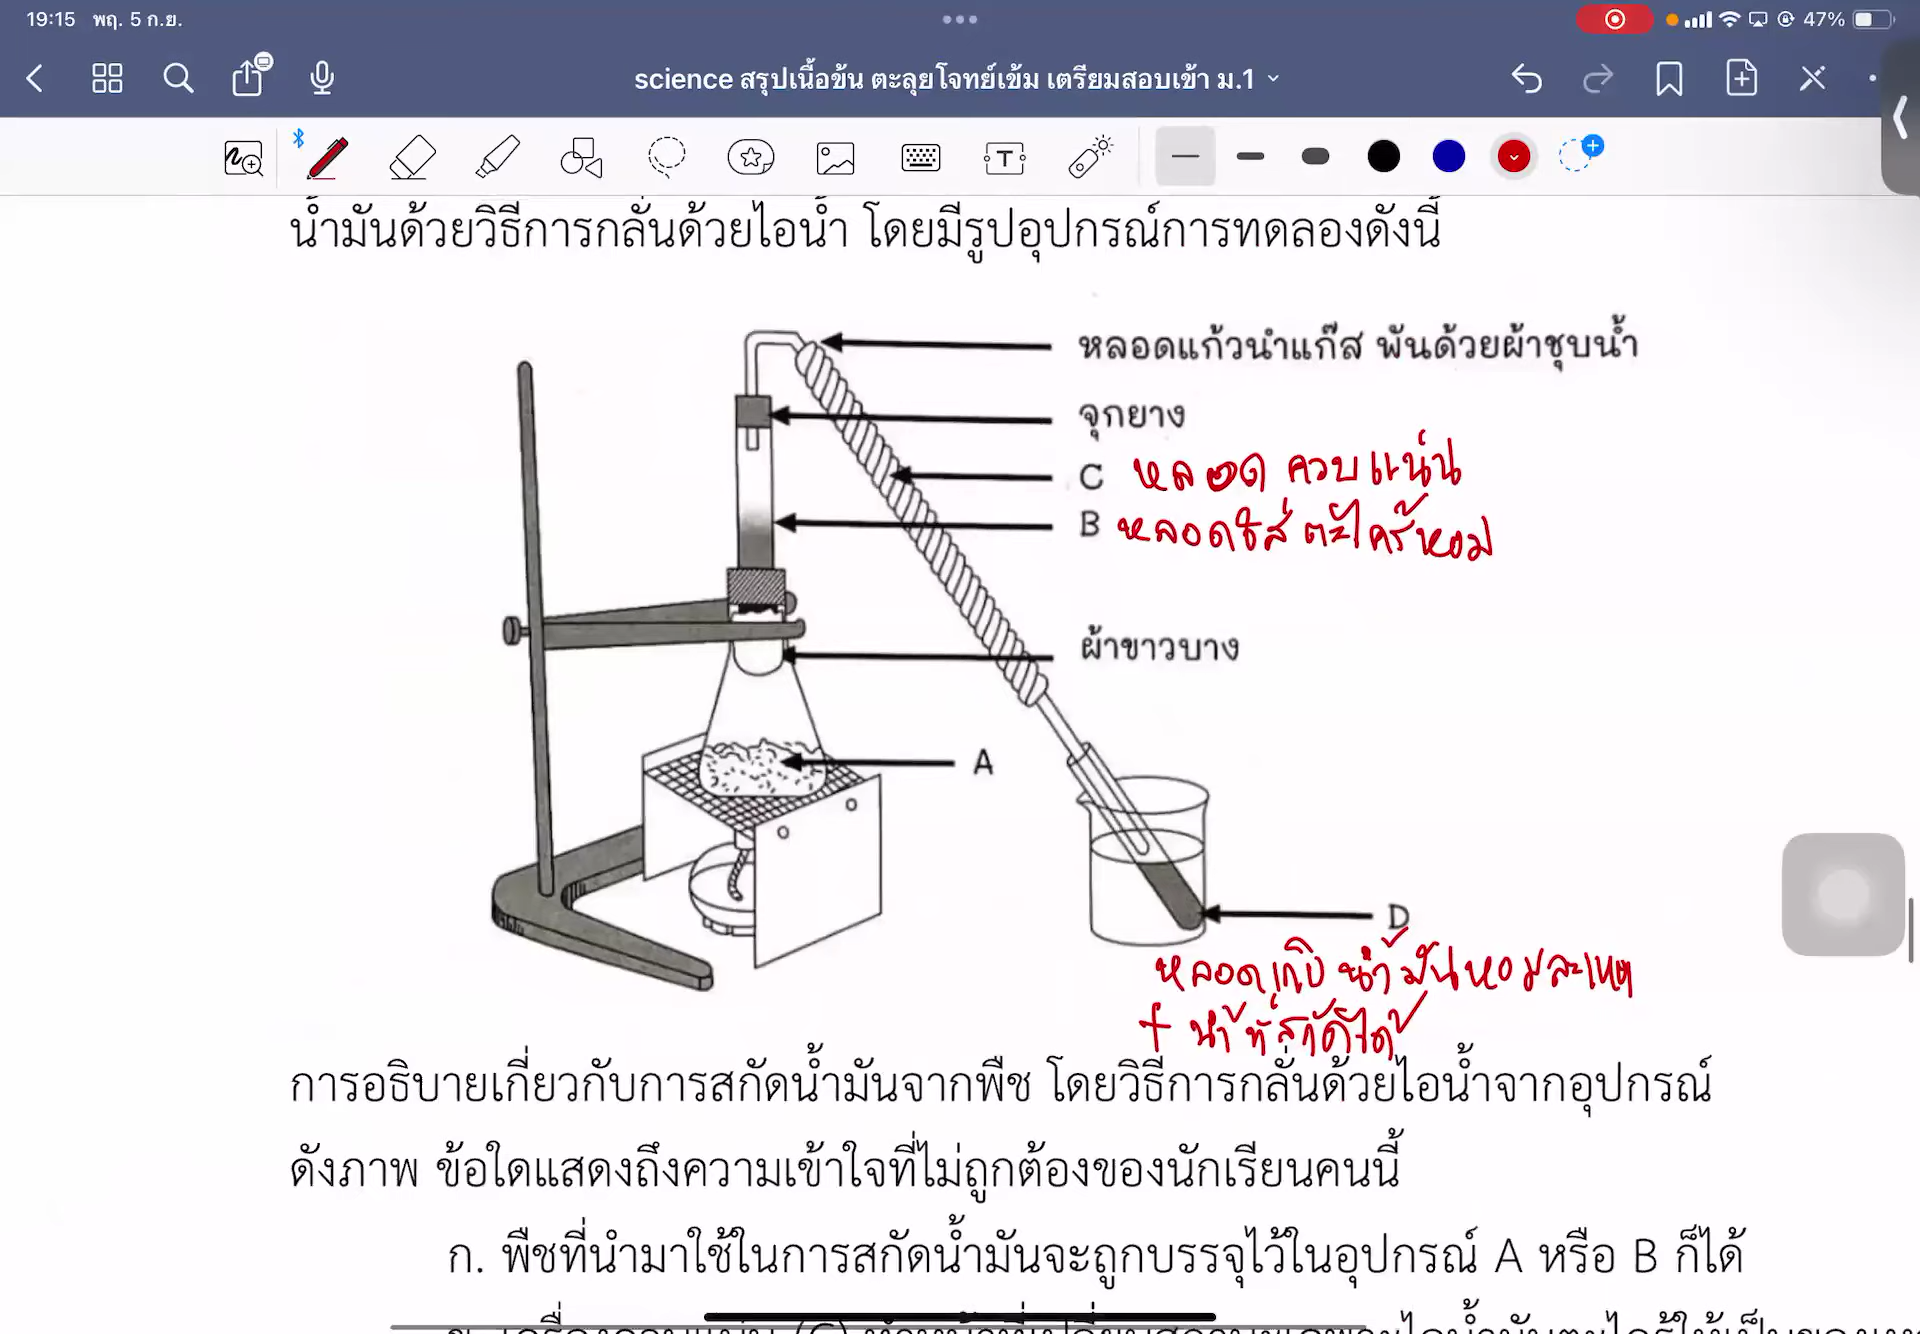 19:15 พฤ. 5 ก.ย.
47%
science สรุปเนื้อข้น ตะลุยโจทย์เข้ม เตรียมสอบเข้า ม.1
น้ำมันด้วยวิธีการกลั่นด้วยไอน้ำ โดยมีรูปอุปกรณ์การทดลองดังนี้
หลอดแก้วนำแก๊ส พันด้วยผ้าชุบน้ำ
จุกยาง
C หลอด ควบแน่น
B หลอดใส่ ตะไคร้หอม
ผ้าขาวบาง
A
D
หลอดเก็บ น้ำมันหอมละเหย
+ น้ำที่สกัดได้
การอธิบายเกี่ยวกับการสกัดน้ำมันจากพืช โดยวิธีการกลั่นด้วยไอน้ำจากอุปกรณ์
ดังภาพ ข้อใดแสดงถึงความเข้าใจที่ไม่ถูกต้องของนักเรียนคนนี้
ก. พืชที่นำมาใช้ในการสกัดน้ำมันจะถูกบรรจุไว้ในอุปกรณ์ A หรือ B ก็ได้